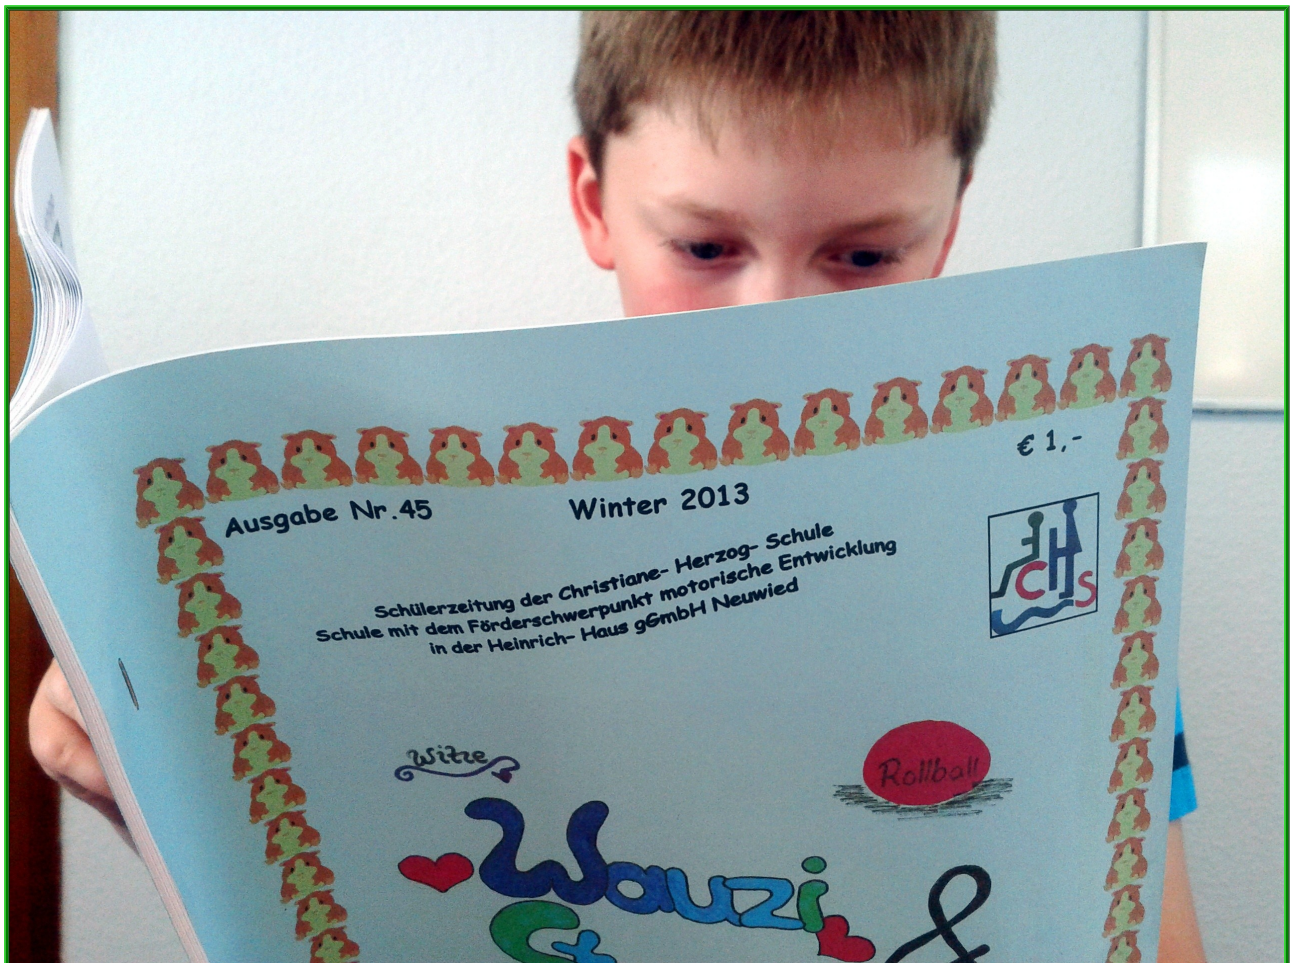 € 1,-
Ausgabe Nr.45 Winter 2013
Schülerzeitung der Christiane- Herzog- Schule
Schule mit dem Förderschwerpunkt motorische Entwicklung
in der Heinrich- Haus gGmbH Neuwied
CHS
Witze
Rollball
Wauzi
&